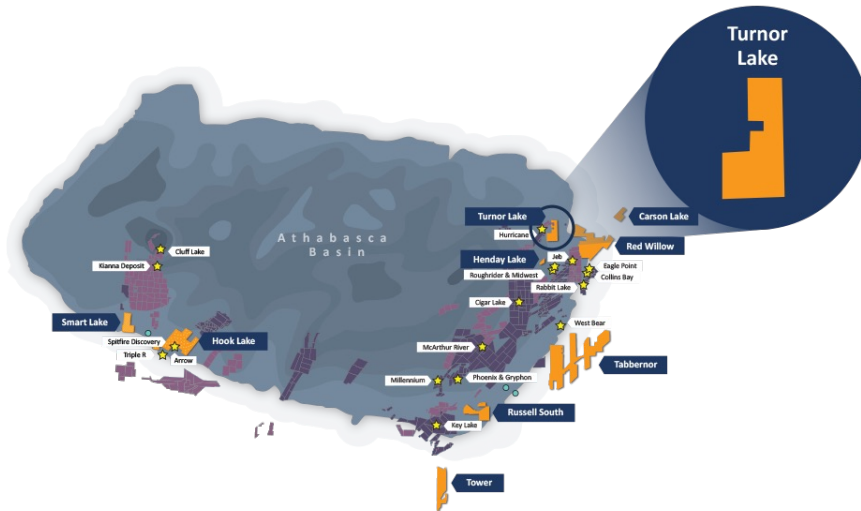 Turnor
Lake
Turnor Lake
Carson Lake
Hurricane
Red Willow
Athabasca
Basin
Cluff Lake
Henday Lake
Jeb
Kianna Deposit
Roughrider & Midwest
Eagle Point
Collins Bay
Rabbit Lake
Cigar Lake
Smart Lake
West Bear
Spitfire Discovery
Hook Lake
McArthur River
Triple R
Arrow
Tabbernor
Millennium
Phoenix & Gryphon
Russell South
Key Lake
Tower